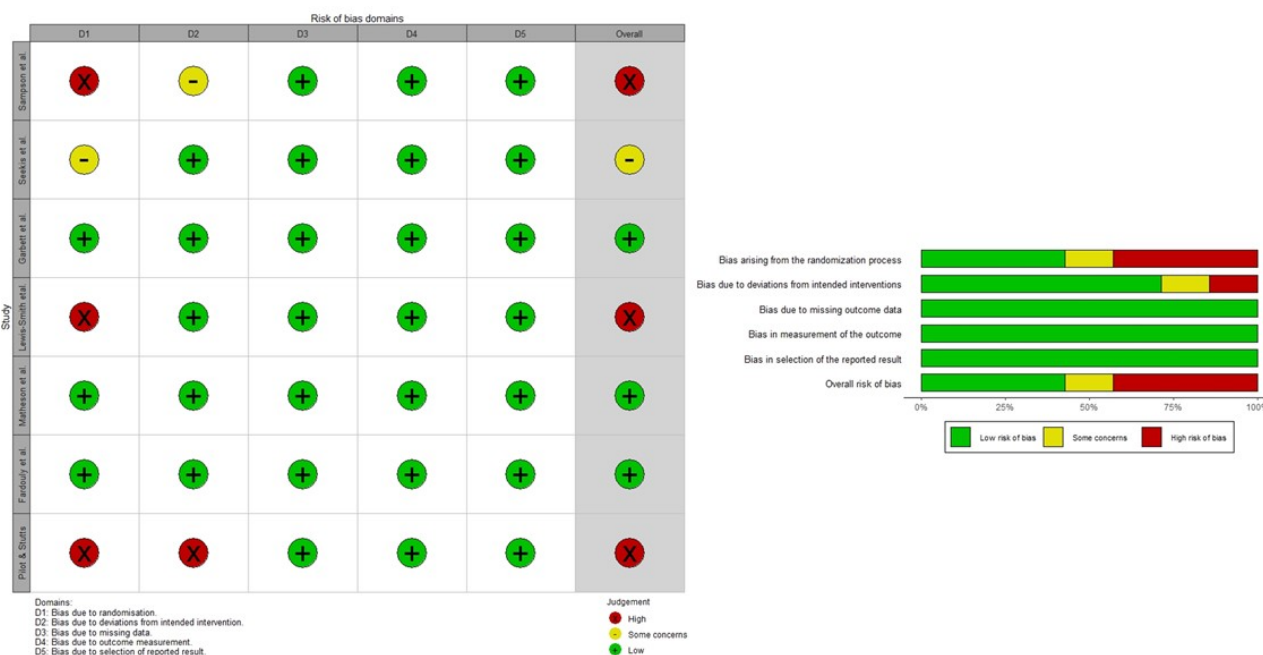 Risk of bias domains
D1 D2 D3 D4 D5 Overall
Study
Sampson et al.
X - + + + X
Seekis et al.
- + + + + -
Garbett et al.
+ + + + + +
Lewis-Smith etal.
X + + + + X
Matheson et al.
+ + + + + +
Fardouly et al.
+ + + + + +
Pilot & Stutts
X X + + + X
Domains:
D1: Bias due to randomisation.
D2: Bias due to deviations from intended intervention.
D3: Bias due to missing data.
D4: Bias due to outcome measurement.
D5: Bias due to selection of reported result.
Judgement
X High
- Some concerns
+ Low
Bias arising from the randomization process
Bias due to deviations from intended interventions
Bias due to missing outcome data
Bias in measurement of the outcome
Bias in selection of the reported result
Overall risk of bias
0% 25% 50% 75% 100%
Low risk of bias Some concerns High risk of bias